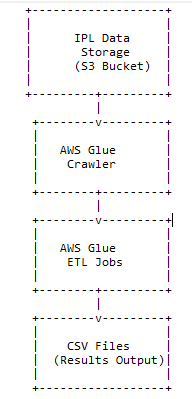 IPL Data
Storage
(S3 Bucket)
v
AWS Glue
Crawler
v
AWS Glue
ETL Jobs
v
CSV Files
(Results Output)